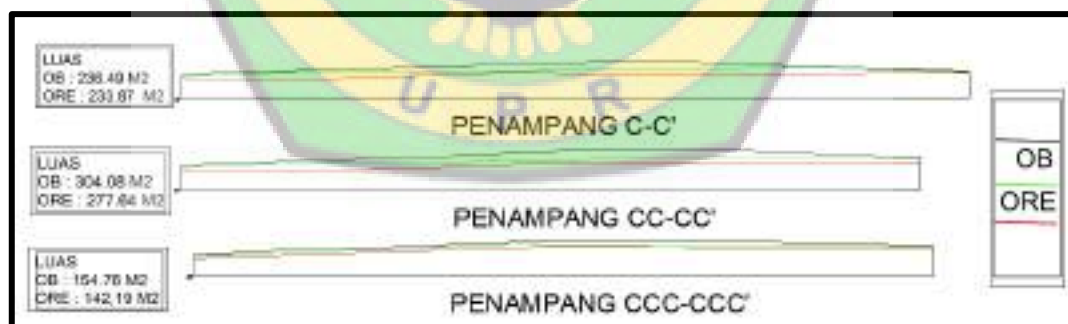 LUAS
OB : 236.49 M2
ORE : 233.67 M2
U P R
PENAMPANG C-C'
LUAS
OB : 304.08 M2
ORE : 277.64 M2
PENAMPANG CC-CC'
LUAS
OB : 154.76 M2
ORE : 142,19 M2
PENAMPANG CCC-CCC'
OB
ORE